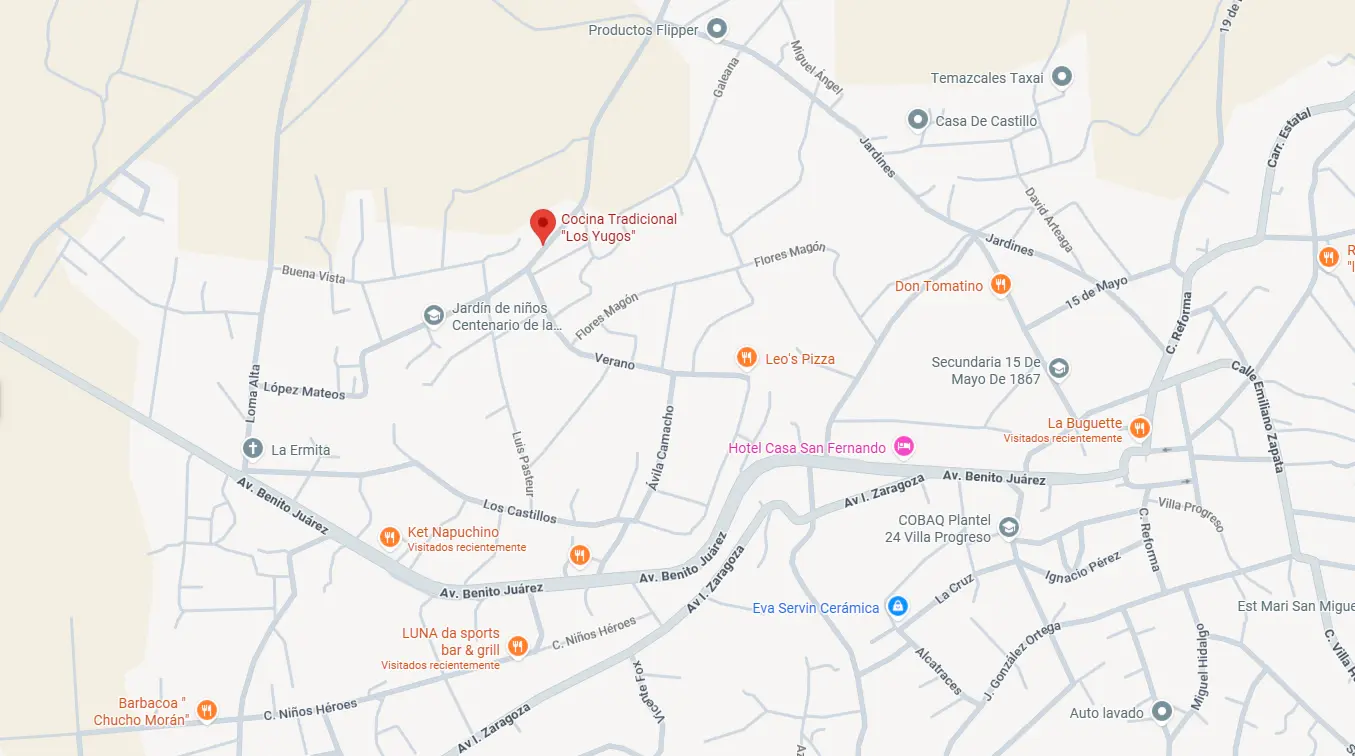 Productos Flipper
19 de
Miguel Ángel
Galeana
Temazcales Taxai
Casa De Castillo
Carr. Estatal
Jardines
David Arteaga
Cocina Tradicional
"Los Yugos"
Jardines
Flores Magón
Buena Vista
Don Tomatino
15 de Mayo
Flores Magón
Jardín de niños
Centenario de la...
C. Reforma
Verano
Leo's Pizza
Secundaria 15 De
Mayo De 1867
Loma Alta
López Mateos
Calle Emiliano Zapata
La Buguette
Visitados recientemente
Ávila Camacho
Hotel Casa San Fernando
La Ermita
Luis Pasteur
Av. Benito Juárez
Av I. Zaragoza
Av. Benito Juárez
Los Castillos
Villa Progreso
COBAQ Plantel
24 Villa Progreso
C. Reforma
Ket Napuchino
Visitados recientemente
Av. Benito Juárez
Av I. Zaragoza
Ignacio Pérez
Av. Benito Juárez
La Cruz
Eva Servin Cerámica
Est Mari San Migue
LUNA da sports
bar & grill
Visitados recientemente
C. Niños Héroes
J. González Ortega
Miguel Hidalgo
C. Villa H
Alcatraces
Vicente Fox
Barbacoa "
Chucho Morán"
C. Niños Héroes
Auto lavado
Av I. Zaragoza